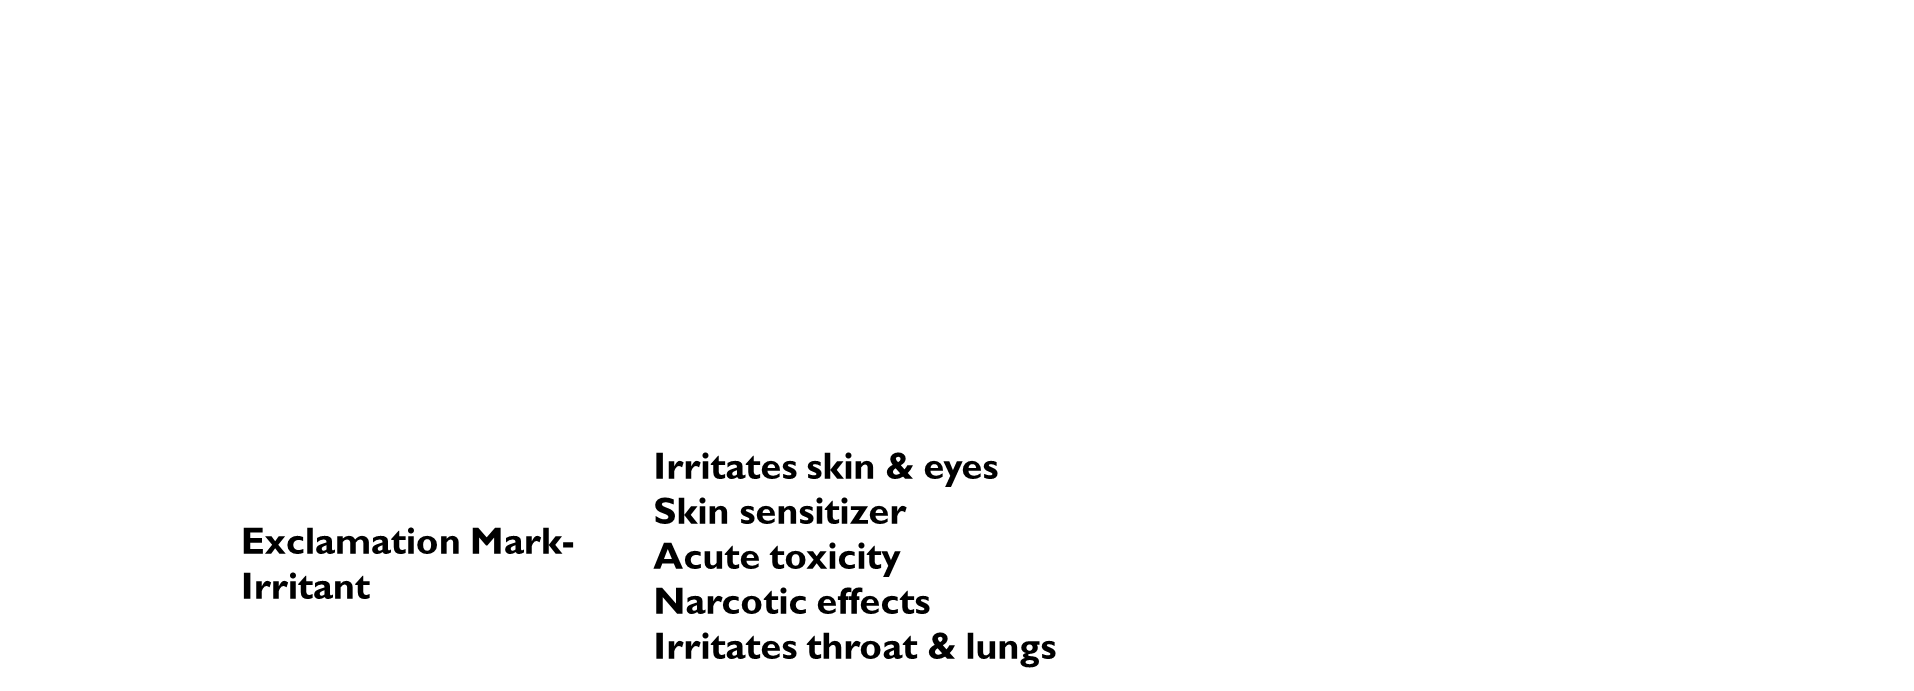 Exclamation Mark-
Irritant
Irritates skin & eyes
Skin sensitizer
Acute toxicity
Narcotic effects
Irritates throat & lungs